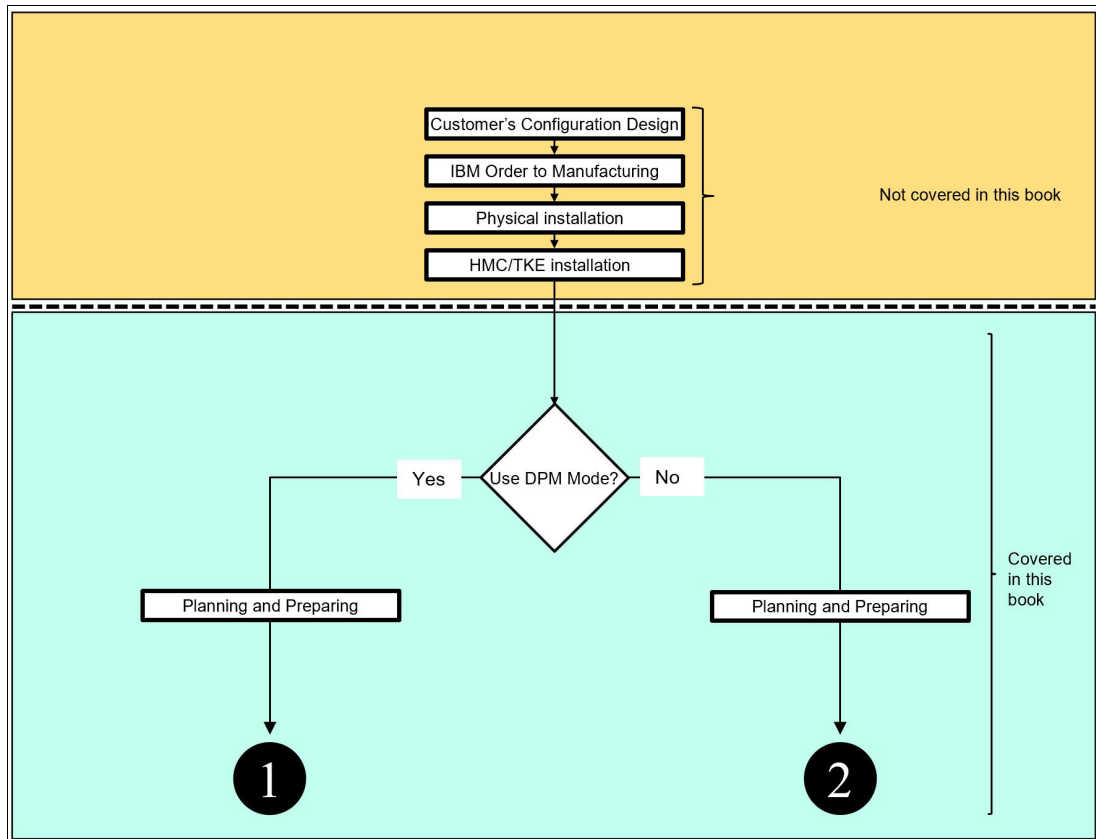 Customer's Configuration Design
IBM Order to Manufacturing
Not covered in this book
Physical installation
HMC/TKE installation
Yes
Use DPM Mode?
No
Covered
in this
book
Planning and Preparing
Planning and Preparing
1
2